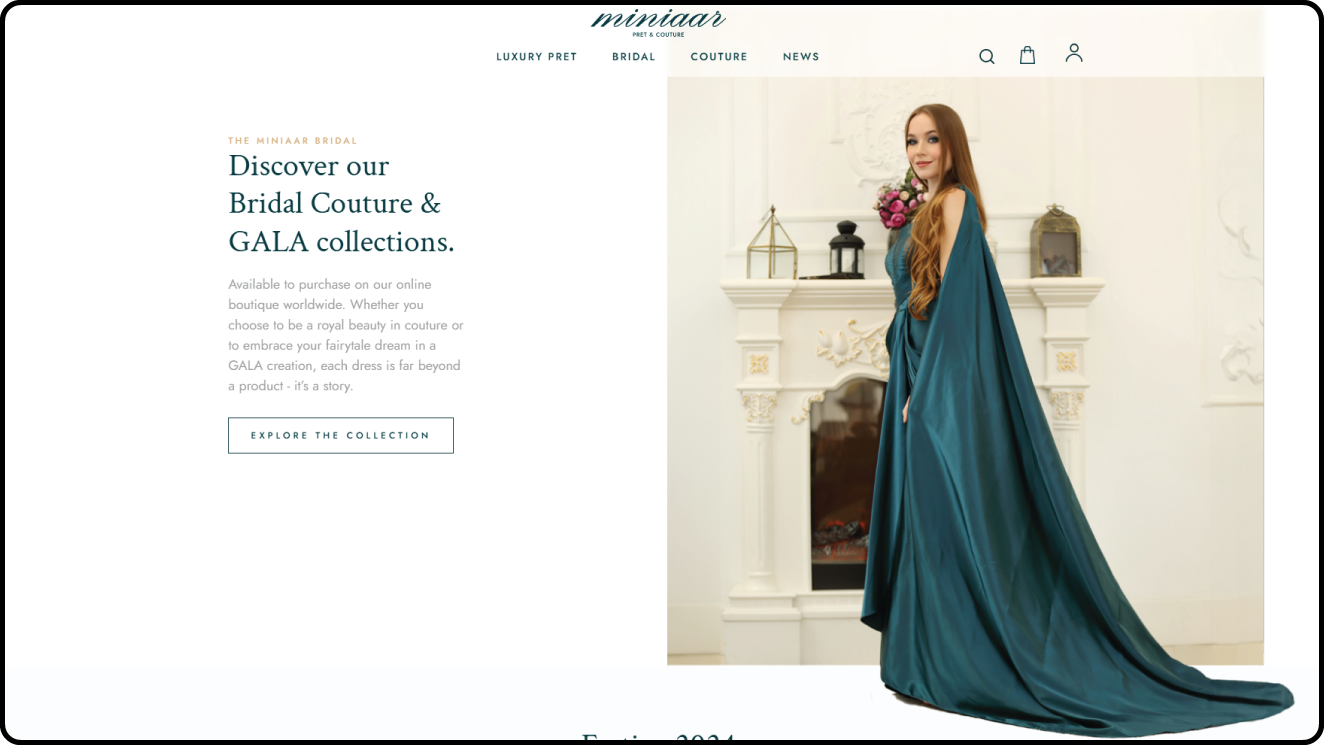 miniaar
PRET & COUTURE
LUXURY PRET BRIDAL COUTURE NEWS
THE MINIAAR BRIDAL
Discover our
Bridal Couture &
GALA collections.
Available to purchase on our online
boutique worldwide. Whether you
choose to be a royal beauty in couture or
to embrace your fairytale dream in a
GALA creation, each dress is far beyond
a product - it's a story.
EXPLORE THE COLLECTION